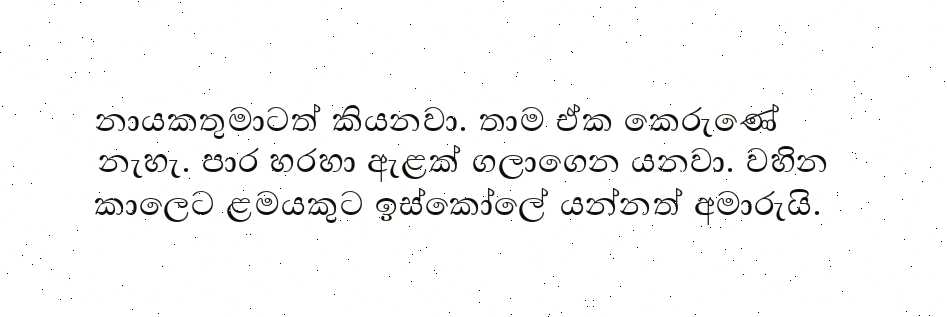 නායකතුමාටත් කියනවා. තාම ඒක කෙරුණේ
නැහැ. පාර හරහා ඇළක් ගලාගෙන යනවා. වහින
කාලෙට ළමයකුට ඉස්කෝලේ යන්නත් අමාරුයි.